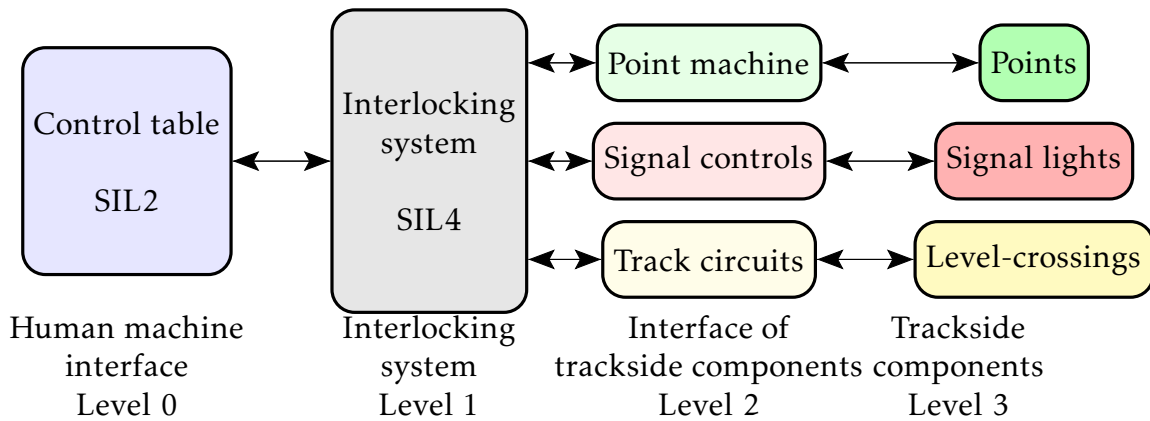 Control table
SIL2
Interlocking
system
SIL4
Point machine
Points
Signal controls
Signal lights
Track circuits
Level-crossings
Human machine
interface
Level 0
Interlocking
system
Level 1
Interface of
trackside components
Level 2
Trackside
components
Level 3